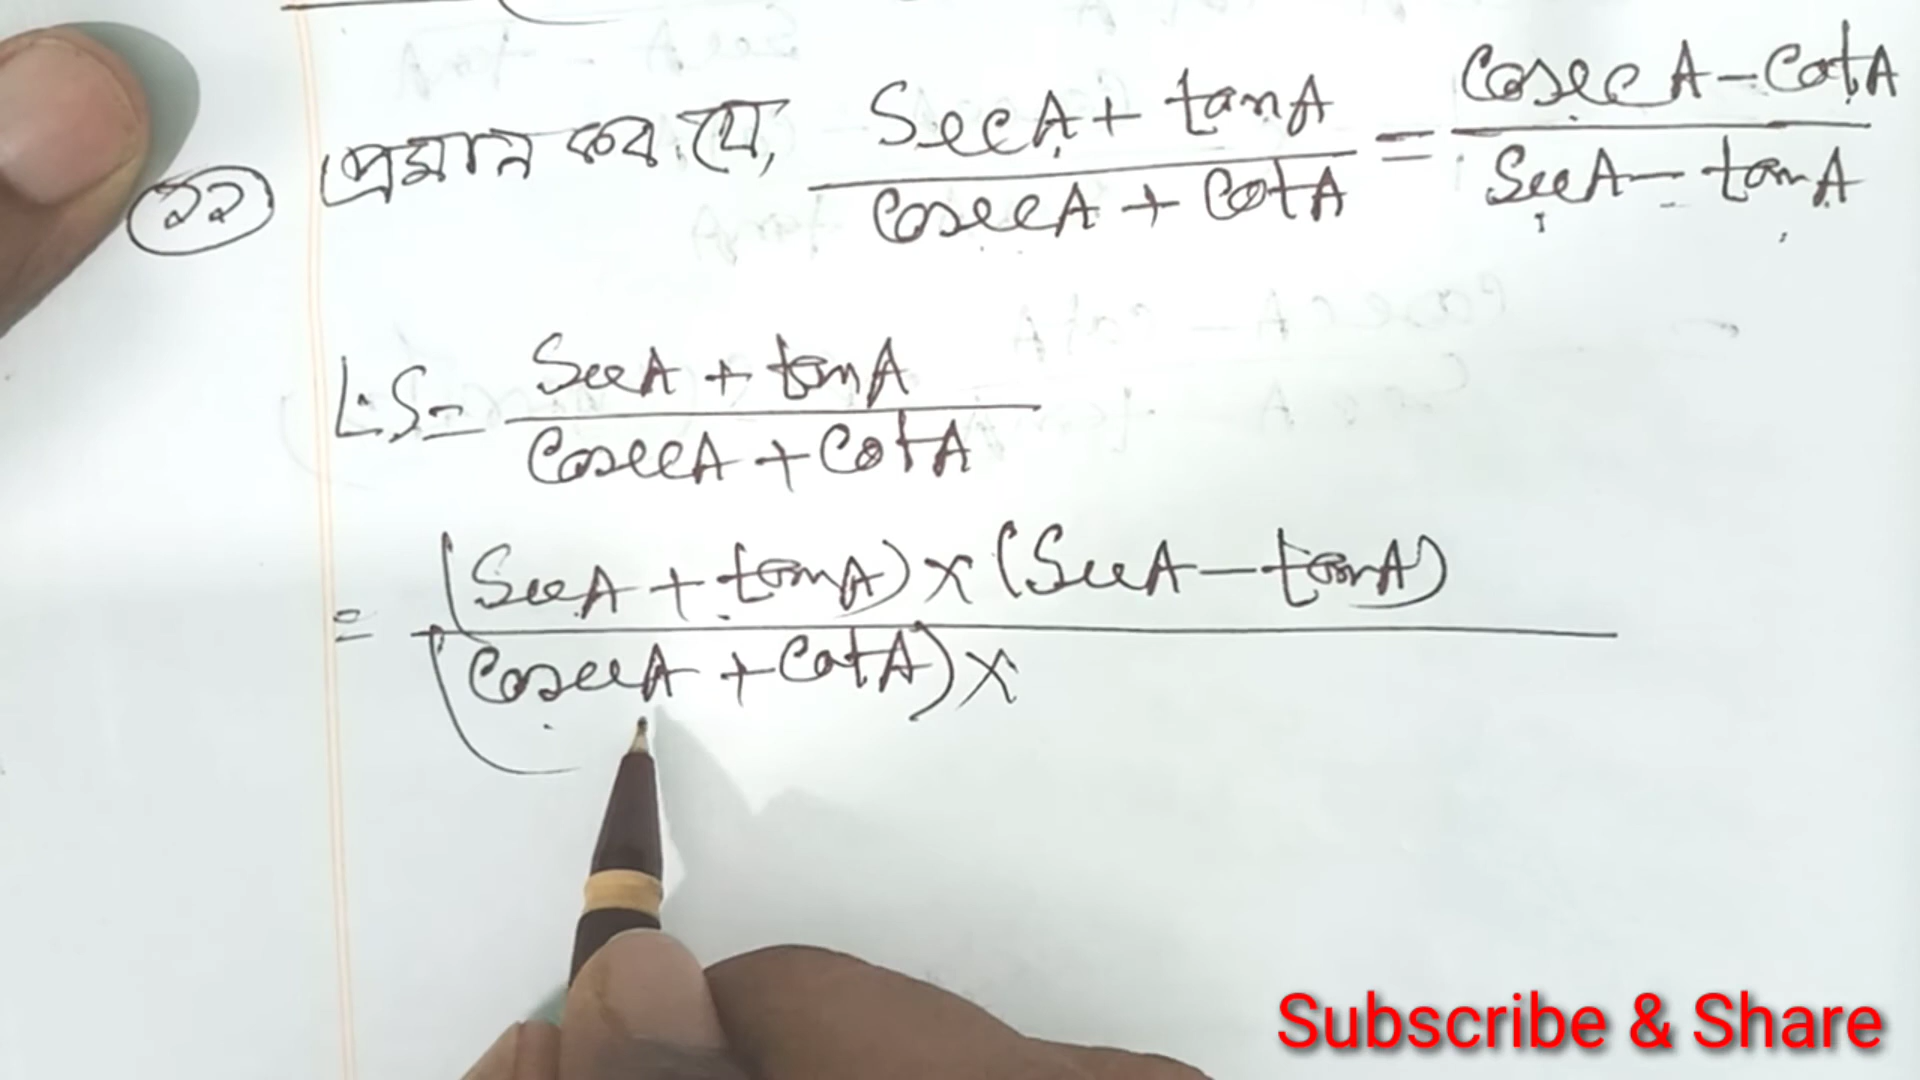 ২২ প্রমান কর যে, SecA + tanA / CosecA + CotA = CosecA - CotA / SecA - tanA
L.S = SecA + tanA / CosecA + CotA
= (SecA + tanA) × (SecA - tanA) / (CosecA + CotA) ×
Subscribe & Share